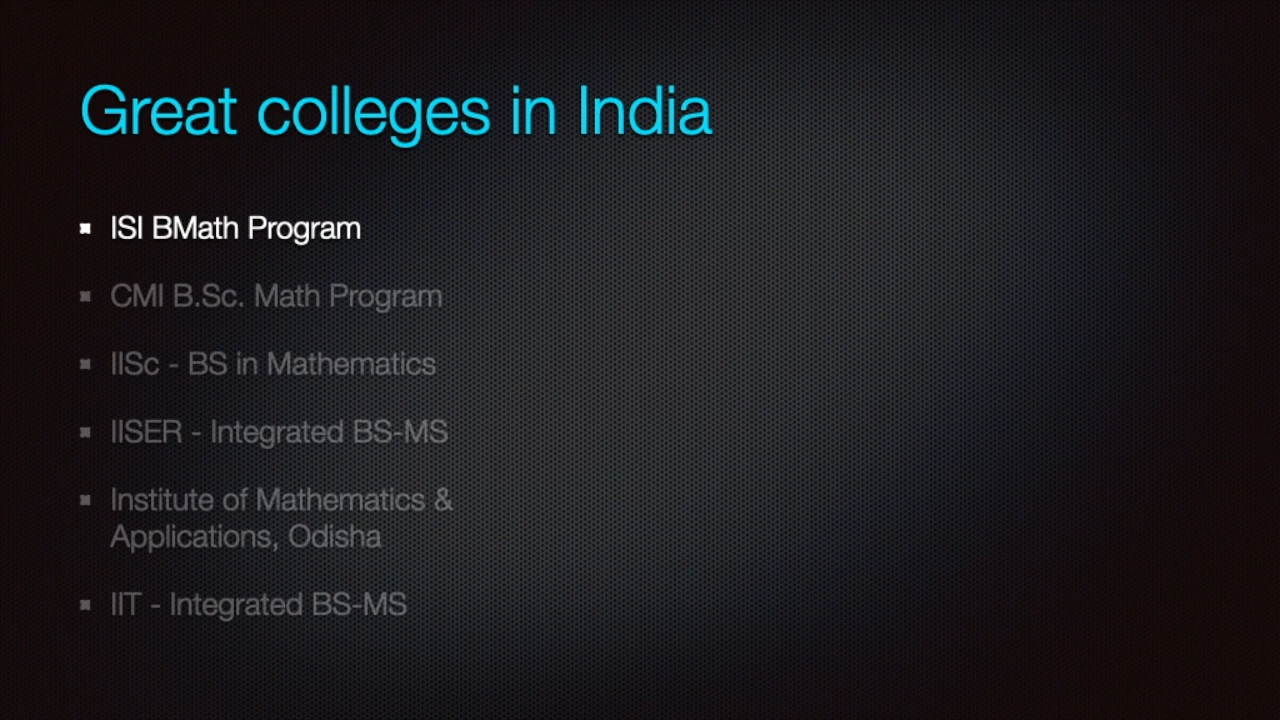 Great colleges in India
ISI BMath Program
CMI B.Sc. Math Program
IISc - BS in Mathematics
IISER - Integrated BS-MS
Institute of Mathematics &
Applications, Odisha
IIT - Integrated BS-MS